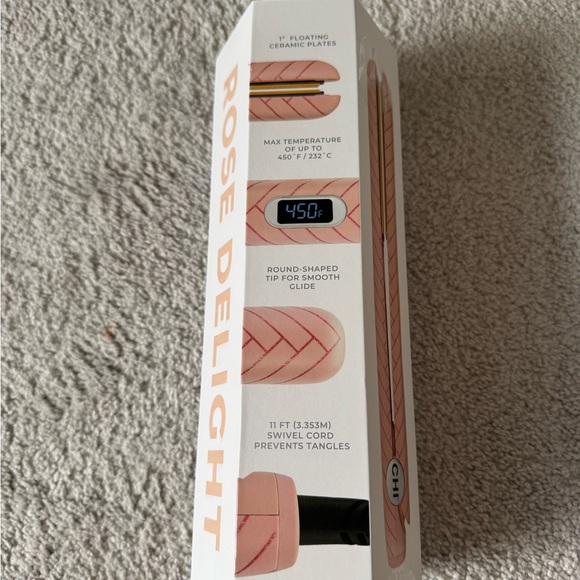 1" FLOATING
CERAMIC PLATES
MAX TEMPERATURE
OF UP TO
450°F / 232°C
450F
ROUND-SHAPED
TIP FOR SMOOTH
GLIDE
11 FT (3.353M)
SWIVEL CORD
PREVENTS TANGLES
ROSE DELIGHT
CHI